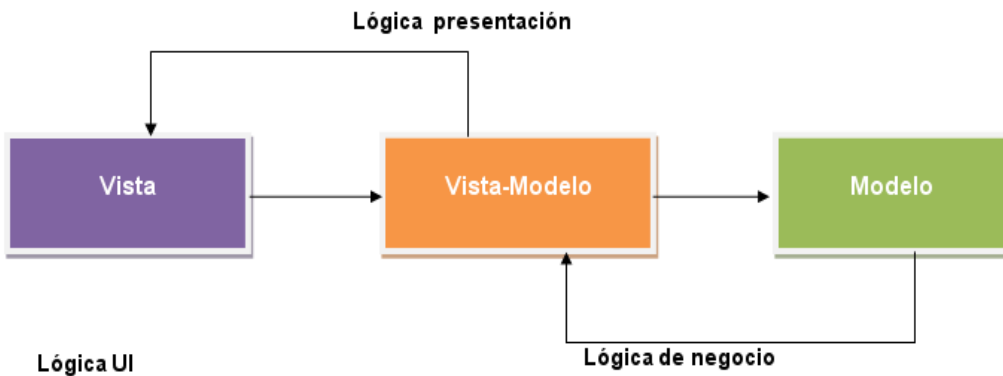 Lógica presentación
Vista
Vista-Modelo
Modelo
Lógica de negocio
Lógica UI